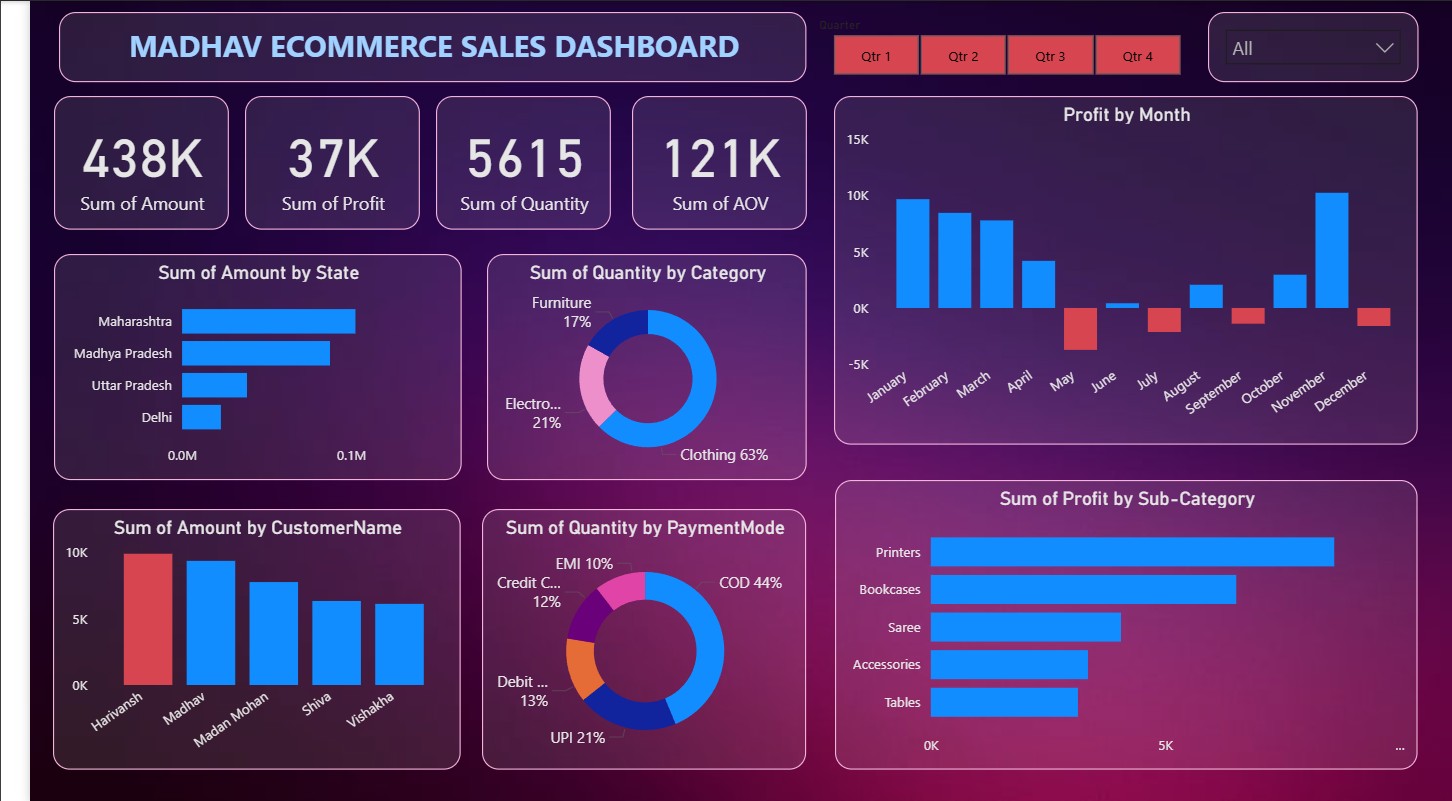 MADHAV ECOMMERCE SALES DASHBOARD
Quarter
Qtr 1
Qtr 2
Qtr 3
Qtr 4
All
438K
Sum of Amount
37K
Sum of Profit
5615
Sum of Quantity
121K
Sum of AOV
Profit by Month
15K
10K
5K
0K
-5K
January
February
March
April
May
June
July
August
September
October
November
December
Sum of Amount by State
Maharashtra
Madhya Pradesh
Uttar Pradesh
Delhi
0.0M
0.1M
Sum of Quantity by Category
Furniture
17%
Electro...
21%
Clothing 63%
Sum of Amount by CustomerName
10K
5K
0K
Harivansh
Madhav
Madan Mohan
Shiva
Vishakha
Sum of Quantity by PaymentMode
EMI 10%
Credit C...
12%
COD 44%
Debit ...
13%
UPI 21%
Sum of Profit by Sub-Category
Printers
Bookcases
Saree
Accessories
Tables
0K
5K
...